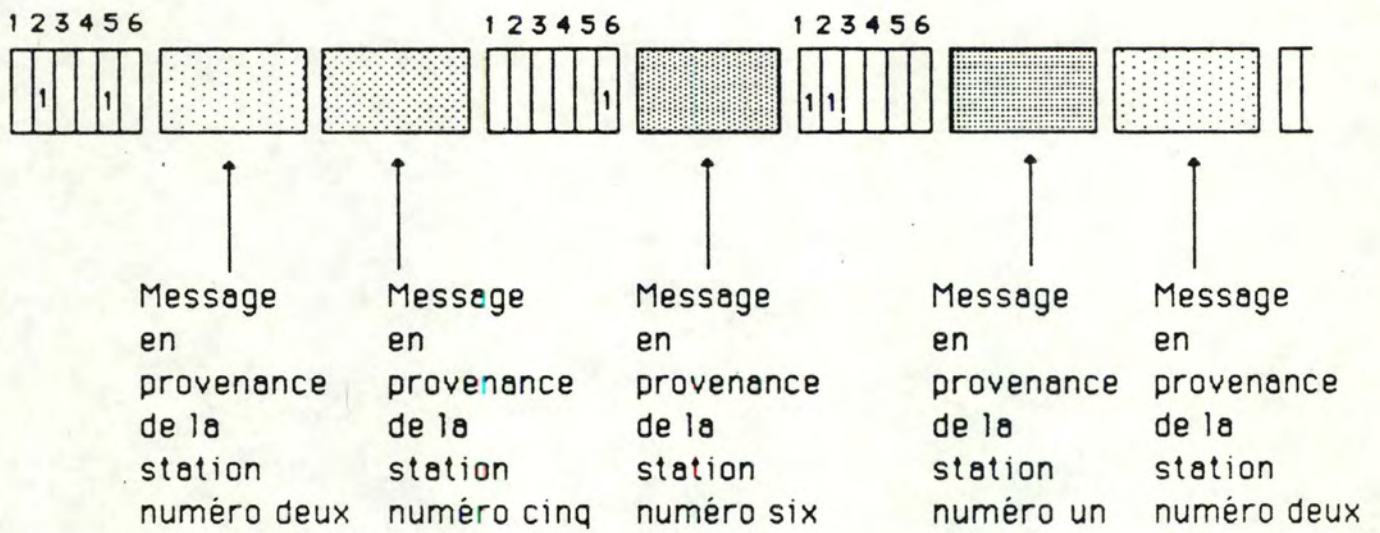 1 2 3 4 5 6 1 2 3 4 5 6 1 2 3 4 5 6
1 1 1 1 1
Message
en
provenance
de la
station
numéro deux
Message
en
provenance
de la
station
numéro cinq
Message
en
provenance
de la
station
numéro six
Message
en
provenance
de la
station
numéro un
Message
en
provenance
de la
station
numéro deux